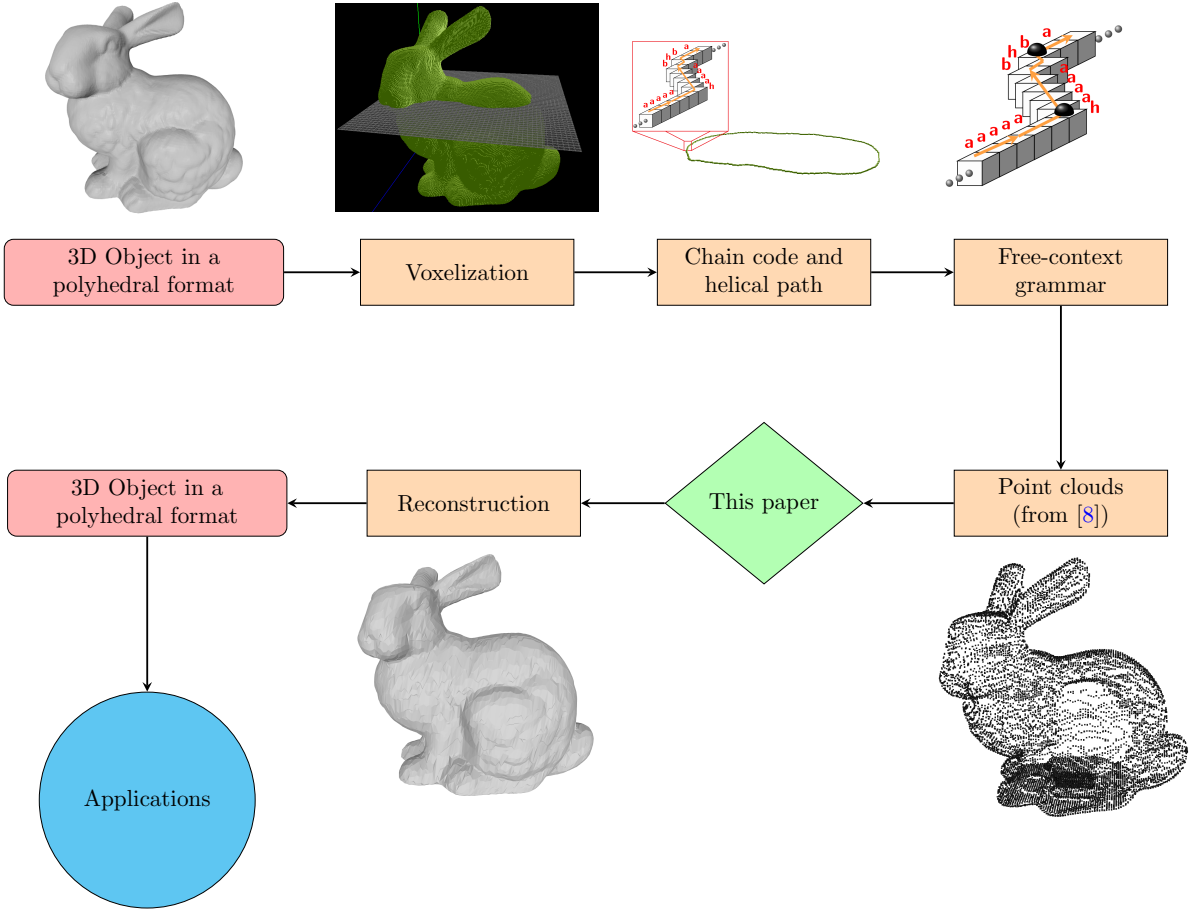 h
b
a
b
a
a
a
h
a a a a a
h
b
a
b
a
a
a
a
h
a a a a a
3D Object in a
polyhedral format
Voxelization
Chain code and
helical path
Free-context
grammar
3D Object in a
polyhedral format
Reconstruction
This paper
Point clouds
(from [8])
Applications